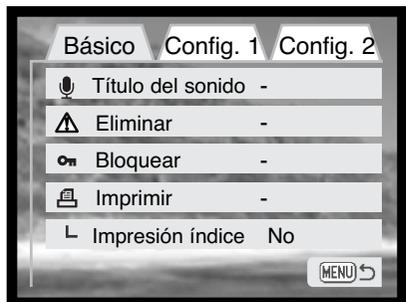 Básico Config. 1 Config. 2
Título del sonido -
Eliminar -
Bloquear -
Imprimir -
Impresión índice No
MENU